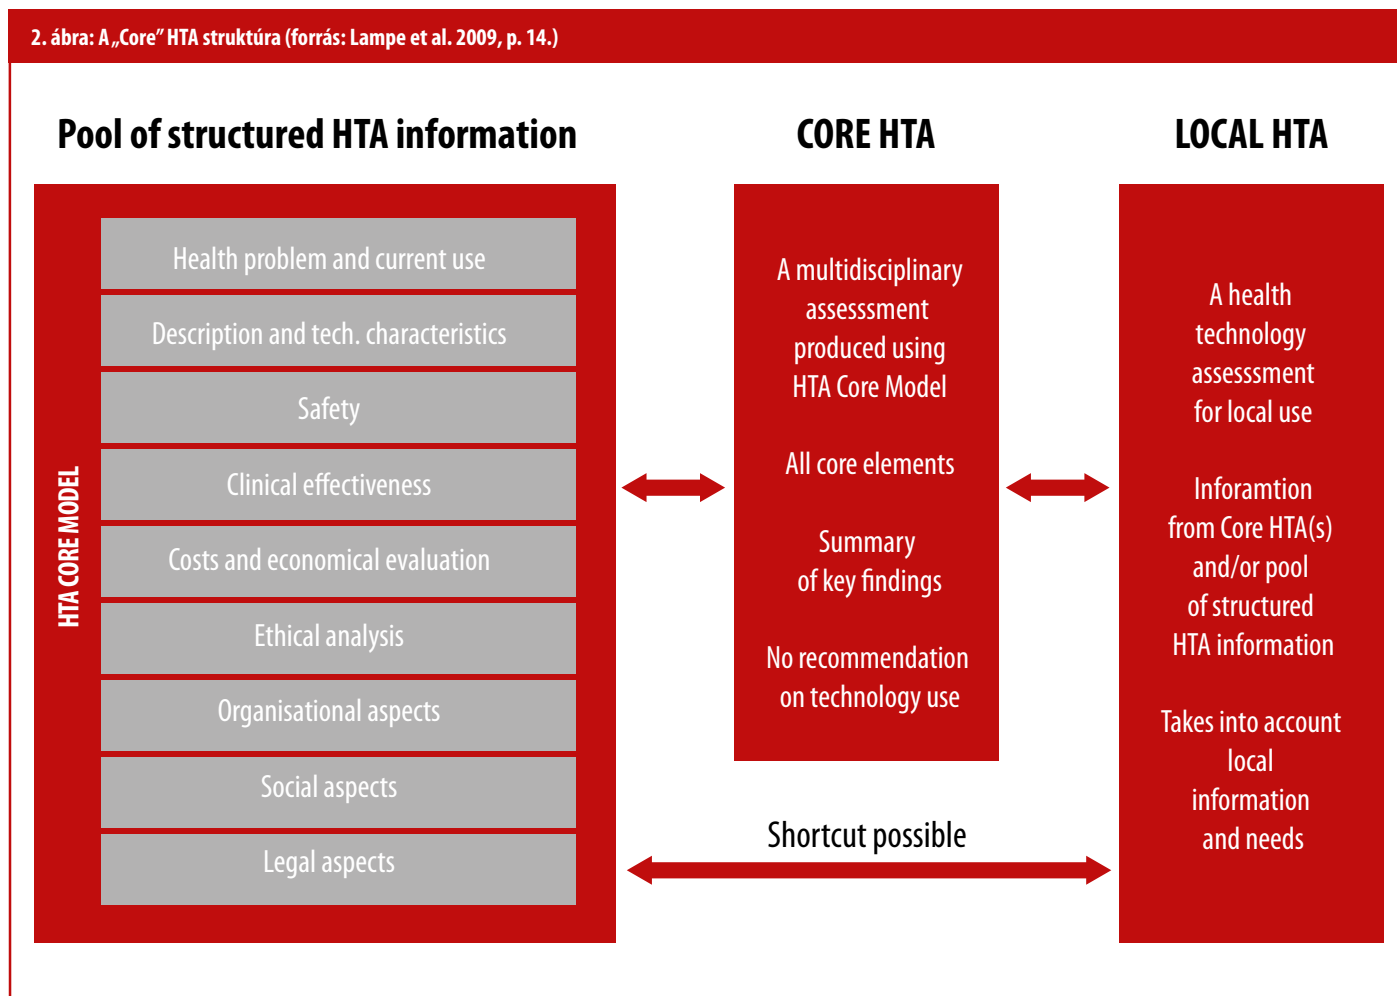 2. ábra: A „Core” HTA struktúra (forrás: Lampe et al. 2009, p. 14.)
Pool of structured HTA information
HTA CORE MODEL
Health problem and current use
Description and tech. characteristics
Safety
Clinical effectiveness
Costs and economical evaluation
Ethical analysis
Organisational aspects
Social aspects
Legal aspects
CORE HTA
A multidisciplinary
assesssment
produced using
HTA Core Model
All core elements
Summary
of key findings
No recommendation
on technology use
Shortcut possible
LOCAL HTA
A health
technology
assesssment
for local use
Inforamtion
from Core HTA(s)
and/or pool
of structured
HTA information
Takes into account
local
information
and needs